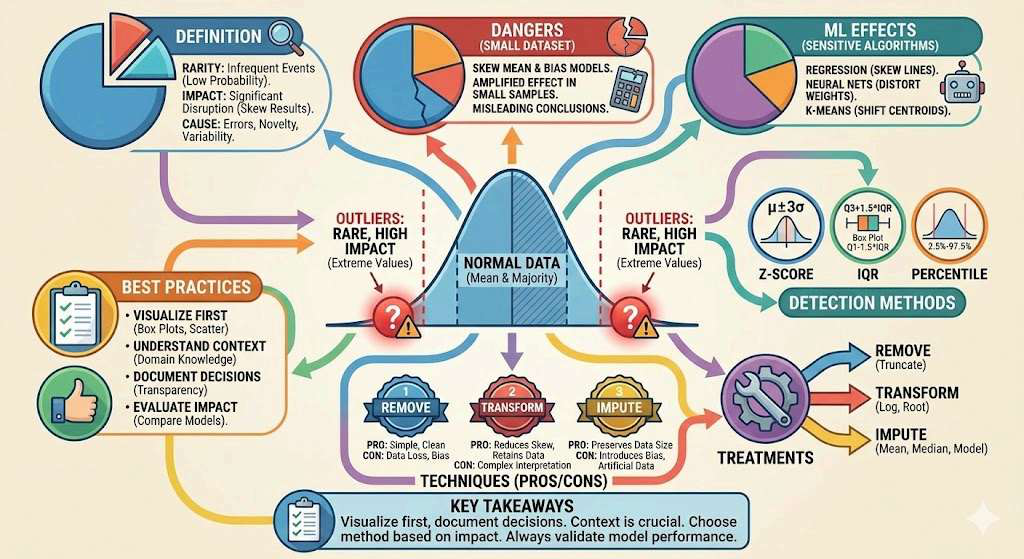 DEFINITION
RARITY: Infrequent Events
(Low Probability).
IMPACT: Significant
Disruption (Skew Results).
CAUSE: Errors, Novelty,
Variability.
DANGERS
(SMALL DATASET)
SKEW MEAN & BIAS MODELS.
AMPLIFIED EFFECT IN
SMALL SAMPLES.
MISLEADING CONCLUSIONS.
ML EFFECTS
(SENSITIVE ALGORITHMS)
REGRESSION (SKEW LINES).
NEURAL NETS (DISTORT
WEIGHTS).
K-MEANS (SHIFT CENTROIDS).
OUTLIERS:
RARE, HIGH
IMPACT
(Extreme Values)
?
!
NORMAL DATA
(Mean & Majority)
OUTLIERS:
RARE, HIGH
IMPACT
(Extreme Values)
?
!
μ±3σ
Z-SCORE
Q3+1.5*IQR
Box Plot
Q1-1.5*IQR
IQR
2.5%-97.5%
PERCENTILE
DETECTION METHODS
BEST PRACTICES
• VISUALIZE FIRST
(Box Plots, Scatter)
• UNDERSTAND CONTEXT
(Domain Knowledge)
• DOCUMENT DECISIONS
(Transparency)
• EVALUATE IMPACT
(Compare Models).
1
REMOVE
PRO: Simple, Clean
CON: Data Loss, Bias
2
TRANSFORM
PRO: Reduces Skew,
Retains Data
CON: Complex Interpretation
3
IMPUTE
PRO: Preserves Data Size
CON: Introduces Bias,
Artificial Data
TECHNIQUES (PROS/CONS)
TREATMENTS
REMOVE
(Truncate)
TRANSFORM
(Log, Root)
IMPUTE
(Mean, Median, Model)
KEY TAKEAWAYS
Visualize first, document decisions. Context is crucial. Choose
method based on impact. Always validate model performance.